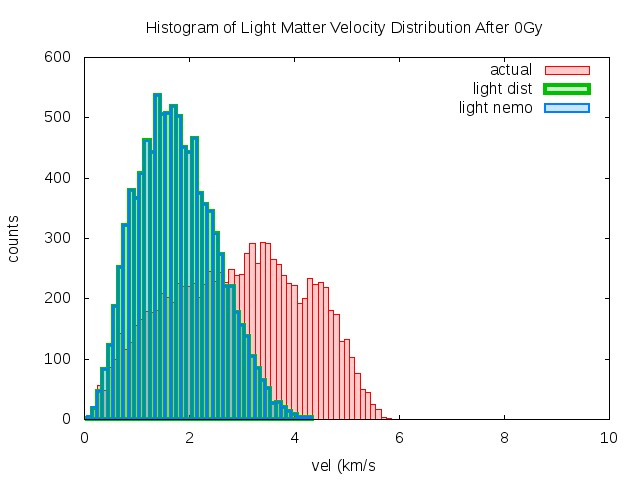 Histogram of Light Matter Velocity Distribution After 0Gy
600
500
400
300
200
100
0
counts
actual
light dist
light nemo
0 2 4 6 8 10
vel (km/s